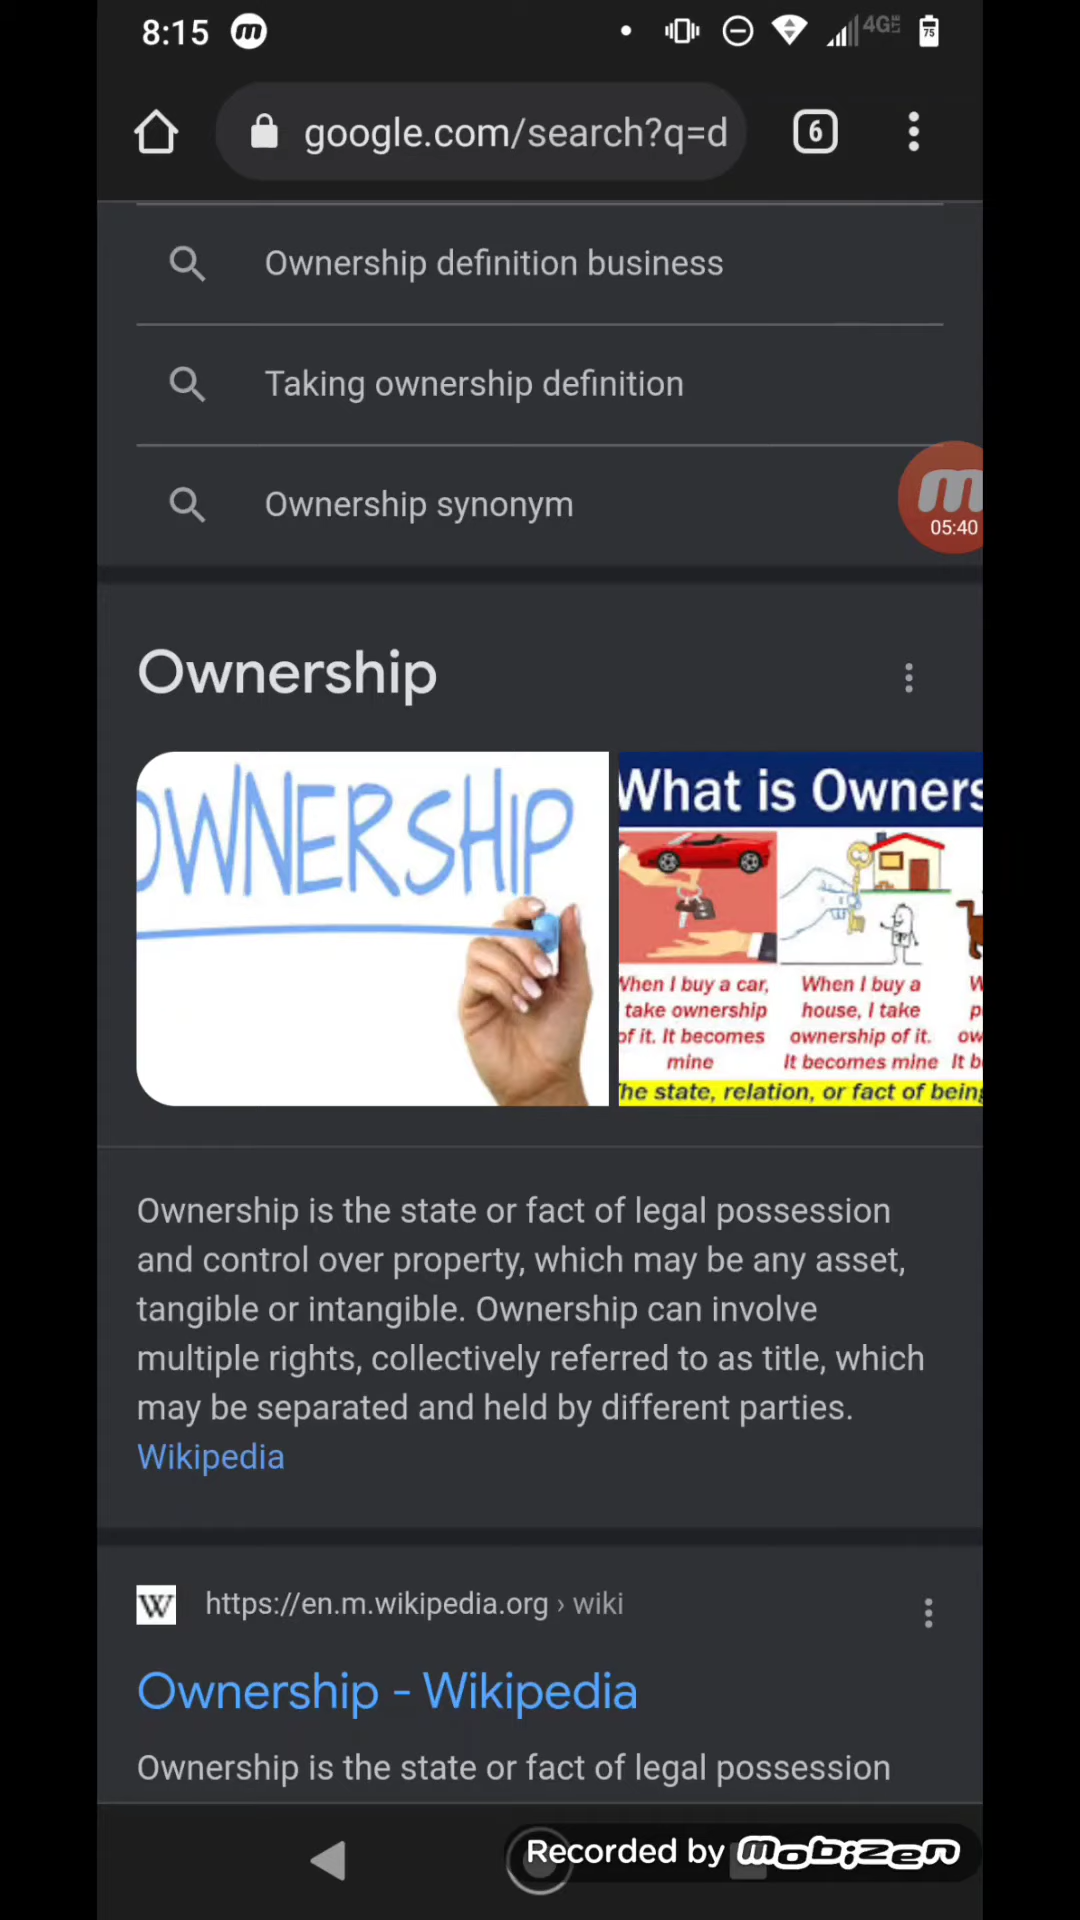 8:15
4G LTE
75
google.com/search?q=d
6
Ownership definition business
Taking ownership definition
Ownership synonym
05:40
Ownership
OWNERSHIP
What is Owners
When I buy a car,
take ownership
of it. It becomes
mine
When I buy a
house, I take
ownership of it.
It becomes mine
It b
The state, relation, or fact of being
Ownership is the state or fact of legal possession
and control over property, which may be any asset,
tangible or intangible. Ownership can involve
multiple rights, collectively referred to as title, which
may be separated and held by different parties.
Wikipedia
W https://en.m.wikipedia.org › wiki
Ownership - Wikipedia
Ownership is the state or fact of legal possession
Recorded by mobizen